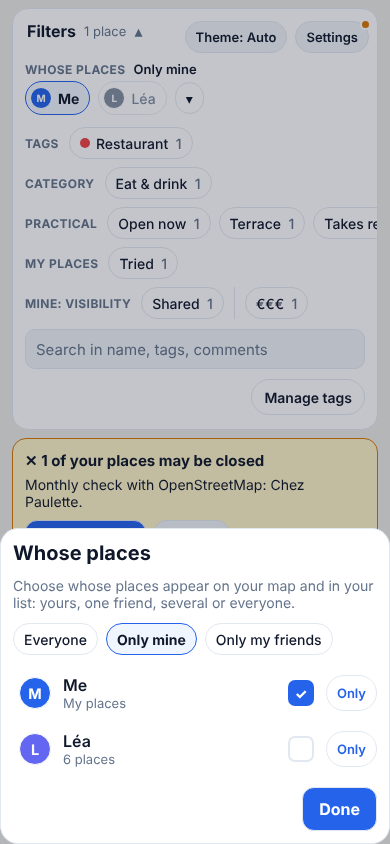 Filters 1 place ▲ Theme: Auto Settings
WHOSE PLACES Only mine
M Me L Léa ▼
TAGS Restaurant 1
CATEGORY Eat & drink 1
PRACTICAL Open now 1 Terrace 1 Takes re
MY PLACES Tried 1
MINE: VISIBILITY Shared 1 €€€ 1
Search in name, tags, comments
Manage tags
✕ 1 of your places may be closed
Monthly check with OpenStreetMap: Chez
Paulette.
Whose places
Choose whose places appear on your map and in your
list: yours, one friend, several or everyone.
Everyone Only mine Only my friends
M Me Only
My places
L Léa Only
6 places
Done